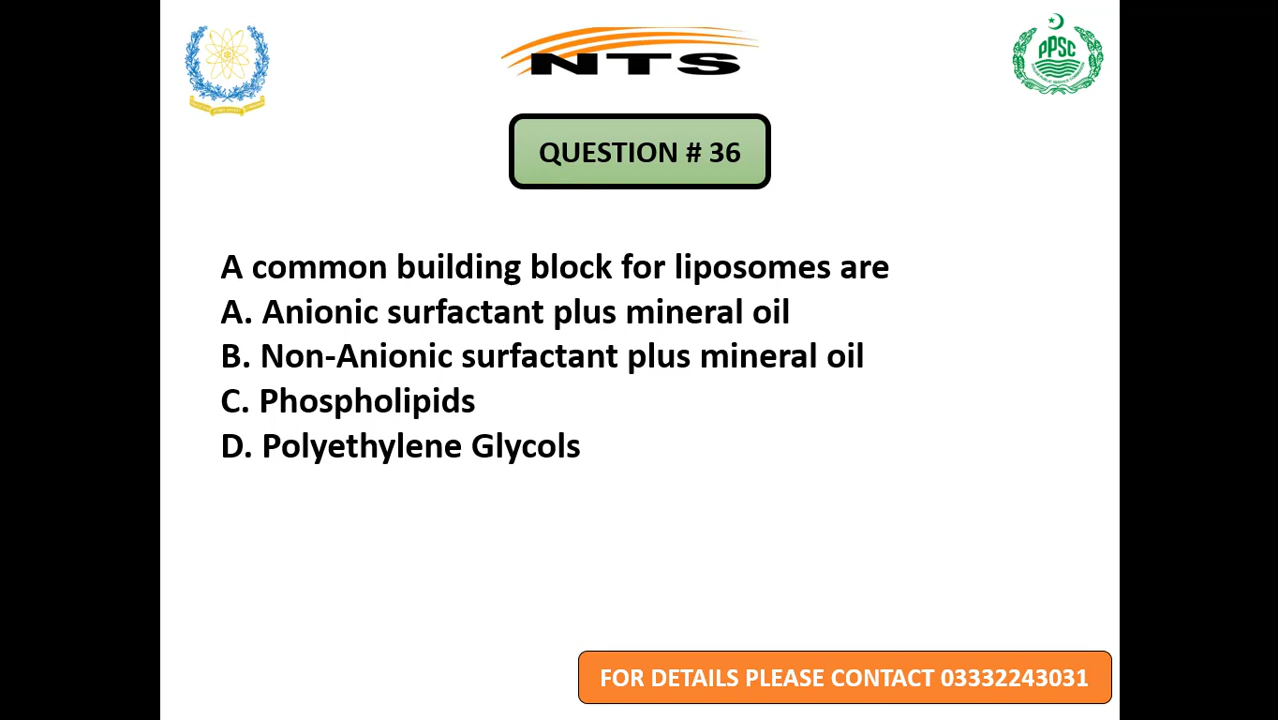 NTS
PPSC
QUESTION # 36
A common building block for liposomes are
A. Anionic surfactant plus mineral oil
B. Non-Anionic surfactant plus mineral oil
C. Phospholipids
D. Polyethylene Glycols
FOR DETAILS PLEASE CONTACT 03332243031